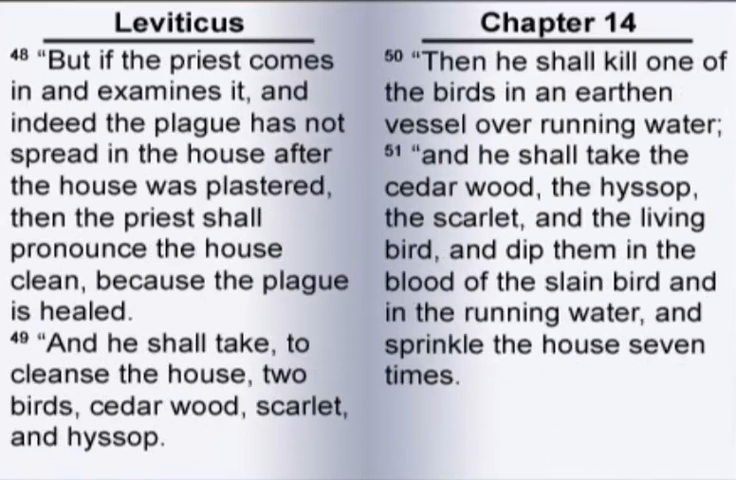 Leviticus
48 “But if the priest comes
in and examines it, and
indeed the plague has not
spread in the house after
the house was plastered,
then the priest shall
pronounce the house
clean, because the plague
is healed.
49 “And he shall take, to
cleanse the house, two
birds, cedar wood, scarlet,
and hyssop.
Chapter 14
50 “Then he shall kill one of
the birds in an earthen
vessel over running water;
51 “and he shall take the
cedar wood, the hyssop,
the scarlet, and the living
bird, and dip them in the
blood of the slain bird and
in the running water, and
sprinkle the house seven
times.